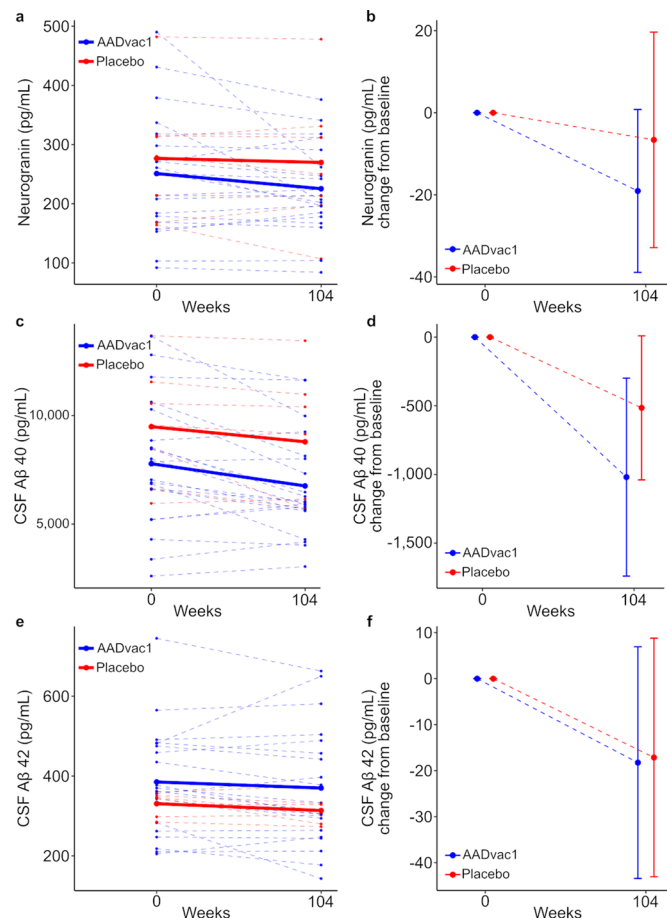 a
500
400
300
200
100
Neurogranin (pg/mL)
AADvac1
Placebo
0
104
Weeks
b
20
0
-20
-40
Neurogranin (pg/mL)
change from baseline
AADvac1
Placebo
0
104
Weeks
c
10,000
5,000
CSF Aβ 40 (pg/mL)
AADvac1
Placebo
0
104
Weeks
d
0
-500
-1,000
-1,500
CSF Aβ 40 (pg/mL)
change from baseline
AADvac1
Placebo
0
104
Weeks
e
600
400
200
CSF Aβ 42 (pg/mL)
AADvac1
Placebo
0
104
Weeks
f
10
0
-10
-20
-30
-40
CSF Aβ 42 (pg/mL)
change from baseline
AADvac1
Placebo
0
104
Weeks